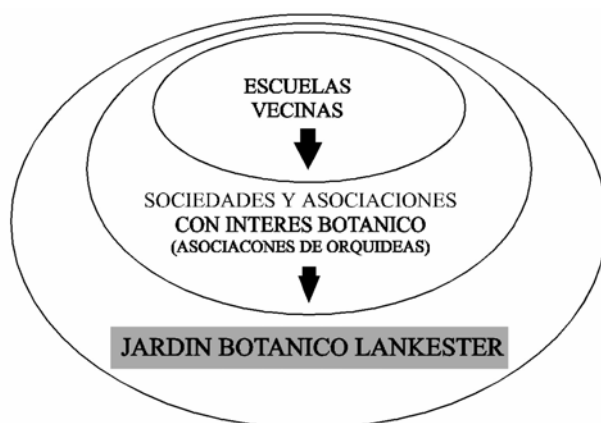 ESCUELAS
VECINAS
SOCIEDADES Y ASOCIACIONES
CON INTERES BOTANICO
(ASOCIACONES DE ORQUIDEAS)
JARDIN BOTANICO LANKESTER